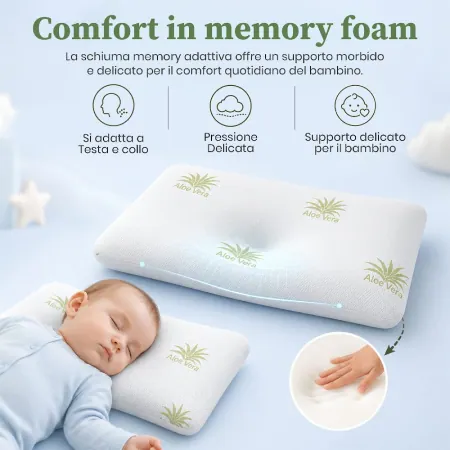 Comfort in memory foam
La schiuma memory adattiva offre un supporto morbido
e delicato per il comfort quotidiano del bambino.
Si adatta a
Testa e collo
Pressione
Delicata
Supporto delicato
per il bambino
Aloe Vera
Aloe Vera
Aloe Vera
Aloe Vera
Aloe Vera